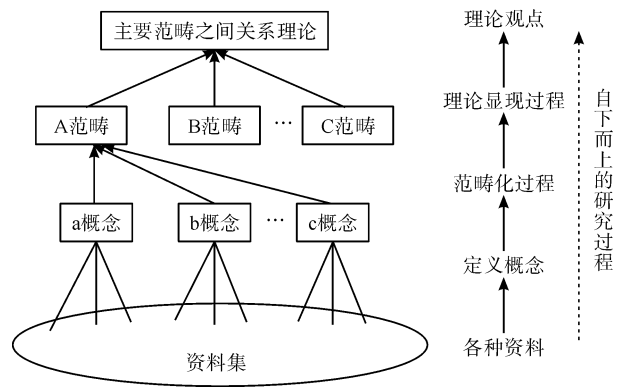 主要范畴之间关系理论
A范畴
B范畴
…
C范畴
a概念
b概念
…
c概念
资料集
理论观点
理论显现过程
范畴化过程
定义概念
各种资料
自下而上的研究过程